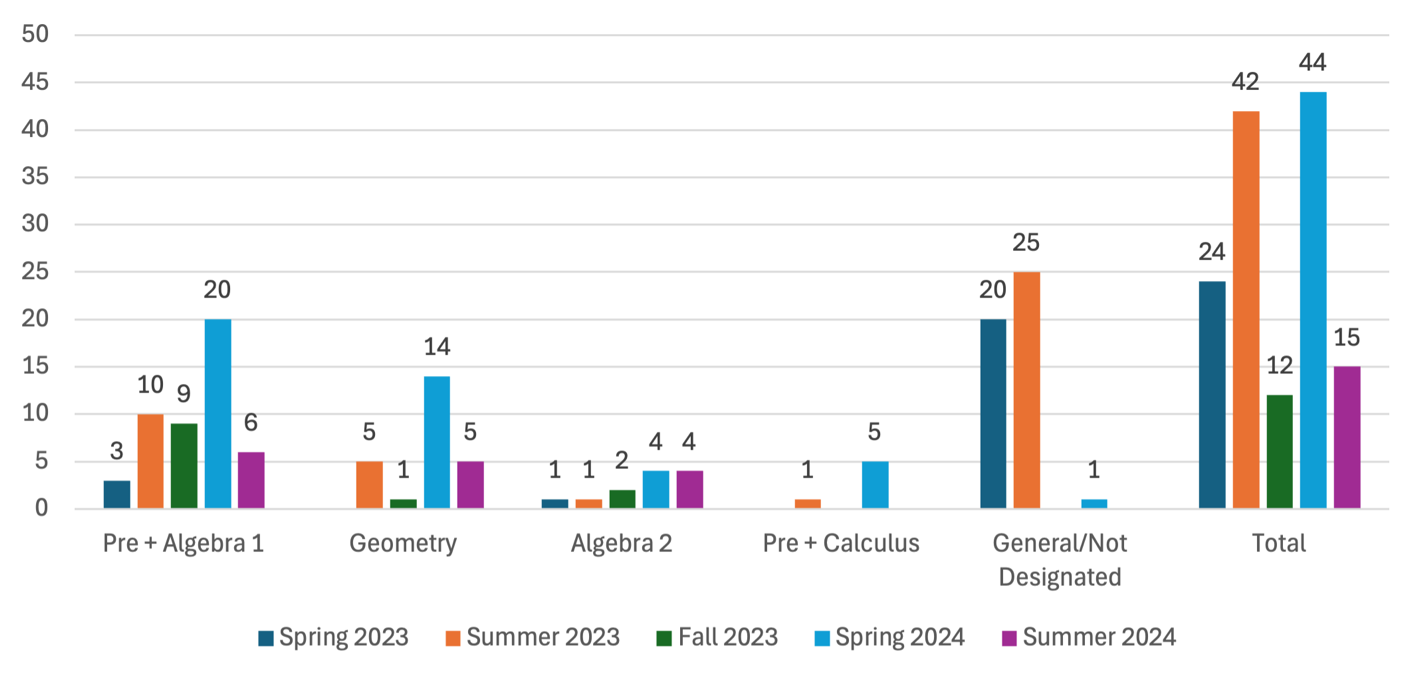 50
45
40
35
30
25
20
15
10
5
0
3
10
9
20
6
5
1
14
5
1
1
2
4
4
1
5
20
25
1
24
42
12
44
15
Pre + Algebra 1
Geometry
Algebra 2
Pre + Calculus
General/Not
Designated
Total
Spring 2023
Summer 2023
Fall 2023
Spring 2024
Summer 2024